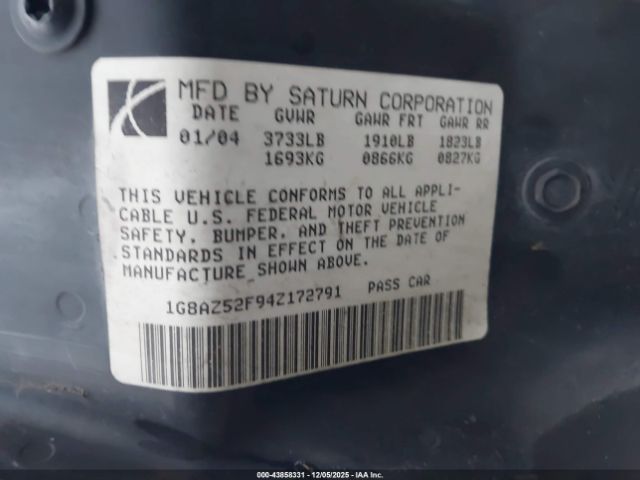 MFD BY SATURN CORPORATION
DATE GVWR GAWR FRT GAWR RR
01/04 3733LB 1910LB 1823LB
1693KG 0866KG 0827KG
THIS VEHICLE CONFORMS TO ALL APPLI-
CABLE U.S. FEDERAL MOTOR VEHICLE
SAFETY, BUMPER, AND THEFT PREVENTION
STANDARDS IN EFFECT ON THE DATE OF
MANUFACTURE SHOWN ABOVE.
1G8AZ52F94Z172791 PASS CAR
000-43858331 - 12/05/2025 - IAA Inc.